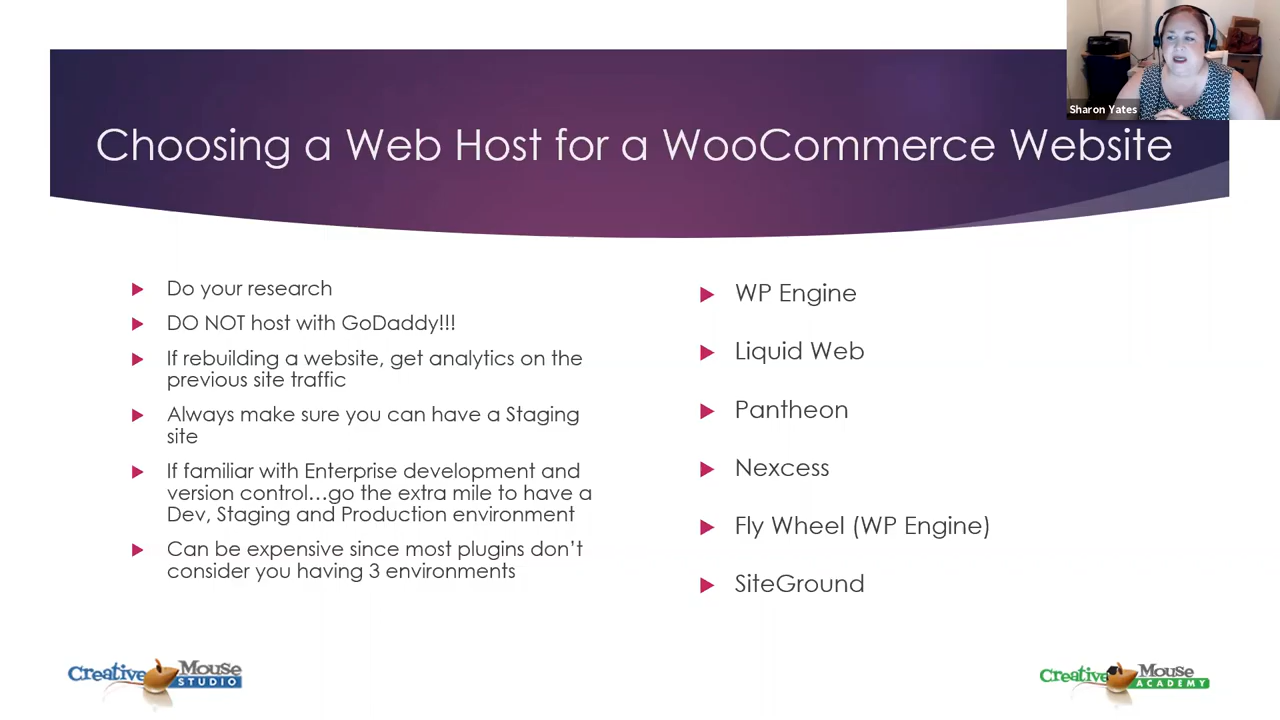 Sharon Yates
Choosing a Web Host for a WooCommerce Website
Do your research
DO NOT host with GoDaddy!!!
If rebuilding a website, get analytics on the
previous site traffic
Always make sure you can have a Staging
site
If familiar with Enterprise development and
version control...go the extra mile to have a
Dev, Staging and Production environment
Can be expensive since most plugins don't
consider you having 3 environments
WP Engine
Liquid Web
Pantheon
Nexcess
Fly Wheel (WP Engine)
SiteGround
Creative Mouse
STUDIO
Creative Mouse
ACADEMY